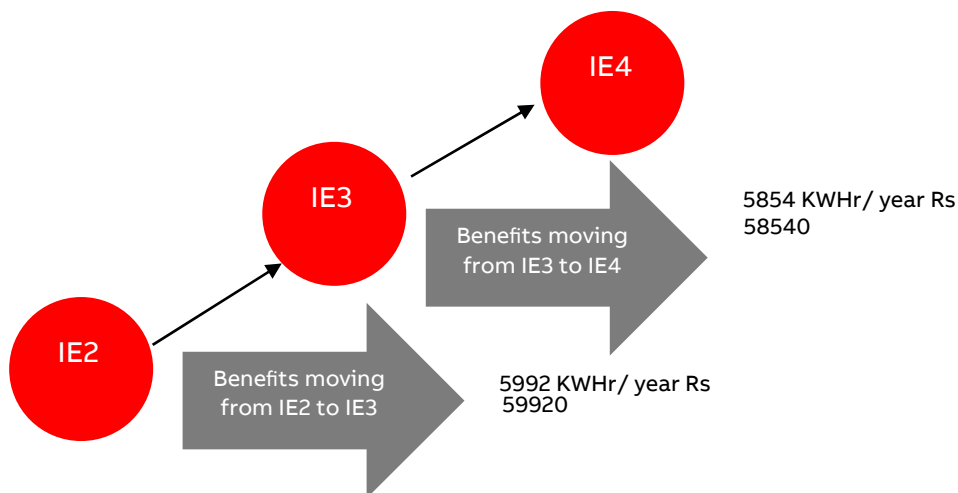 IE4
IE3
5854 KWHr/ year Rs
58540
Benefits moving
from IE3 to IE4
IE2
Benefits moving
from IE2 to IE3
5992 KWHr/ year Rs
59920